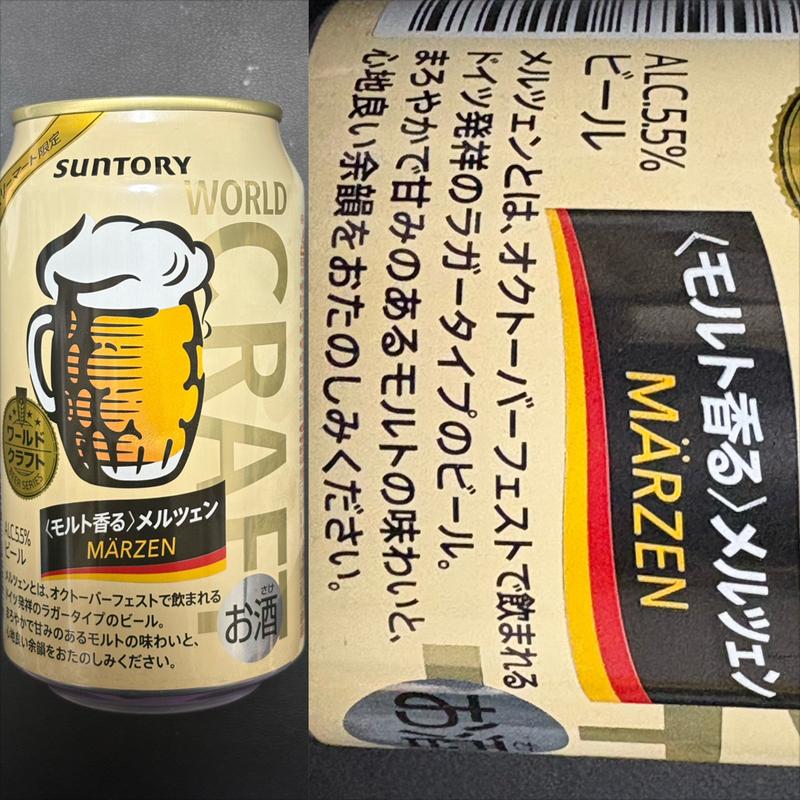 ーマート限定
SUNTORY
WORLD
CRAFT
ワールド
クラフト
BEER SERIES
〈モルト香る〉メルツェン
MÄRZEN
ALC.5.5%
ビール
メルツェンとは、オクトーバーフェストで飲まれる
ドイツ発祥のラガータイプのビール。
まろやかで甘みのあるモルトの味わいと、
心地良い余韻をおたのしみください。
さけ
お酒
ALC.5.5%
ビール
〈モルト香る〉メルツェン
MÄRZEN
メルツェンとは、オクトーバーフェストで飲まれる
ドイツ発祥のラガータイプのビール。
まろやかで甘みのあるモルトの味わいと、
心地良い余韻をおたのしみください。
お酒